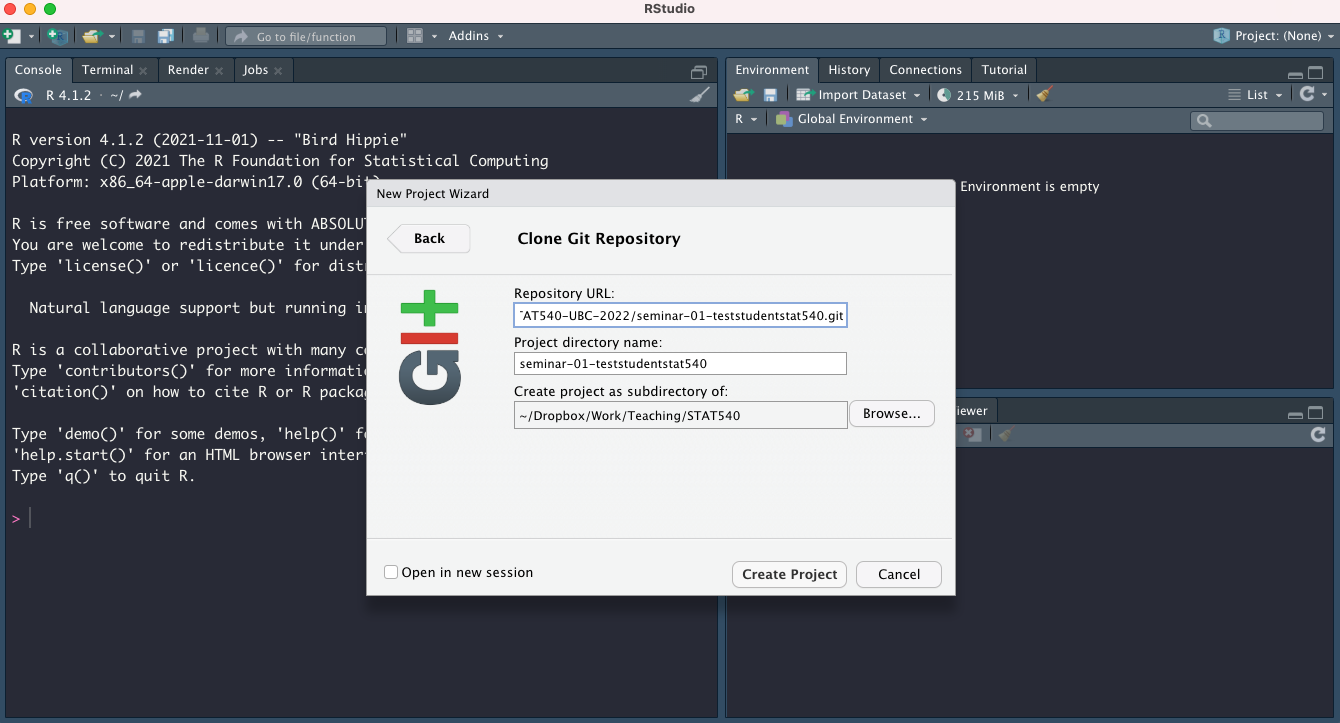 RStudio
Go to file/function
Addins
Project: (None)
Console
Terminal
Render
Jobs
R 4.1.2 · ~/
R version 4.1.2 (2021-11-01) -- "Bird Hippie"
Copyright (C) 2021 The R Foundation for Statistical Computing
Platform: x86_64-apple-darwin17.0 (64-bit)
R is free software and comes with ABSOLUT
You are welcome to redistribute it under
Type 'license()' or 'licence()' for dist
Natural language support but running i
R is a collaborative project with many c
Type 'contributors()' for more informati
'citation()' on how to cite R or R packa
Type 'demo()' for some demos, 'help()' f
'help.start()' for an HTML browser inter
Type 'q()' to quit R.
>
Environment
History
Connections
Tutorial
Import Dataset
215 MiB
List
R
Global Environment
Environment is empty
iewer
New Project Wizard
Back
Clone Git Repository
GIT
Repository URL:
AT540-UBC-2022/seminar-01-teststudentstat540.git
Project directory name:
seminar-01-teststudentstat540
Create project as subdirectory of:
~/Dropbox/Work/Teaching/STAT540
Browse...
Open in new session
Create Project
Cancel